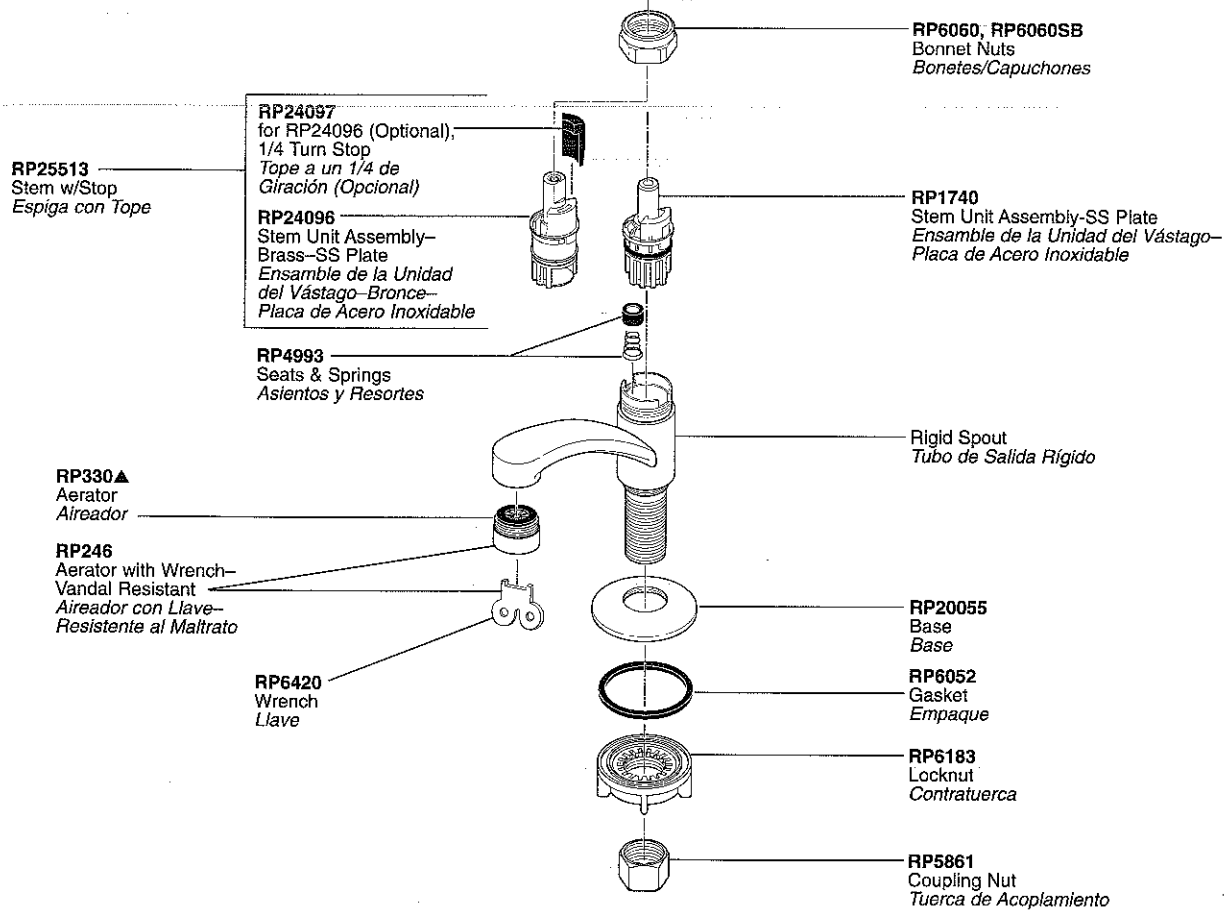 RP6060, RP6060SB
Bonnet Nuts
Bonetes/Capuchones
RP24097
for RP24096 (Optional),
1/4 Turn Stop
Tope a un 1/4 de
Giración (Opcional)
RP25513
Stem w/Stop
Espiga con Tope
RP24096
Stem Unit Assembly–
Brass–SS Plate
Ensamble de la Unidad
del Vástago–Bronce–
Placa de Acero Inoxidable
RP1740
Stem Unit Assembly-SS Plate
Ensamble de la Unidad del Vástago–
Placa de Acero Inoxidable
RP4993
Seats & Springs
Asientos y Resortes
Rigid Spout
Tubo de Salida Rígido
RP330▲
Aerator
Aireador
RP246
Aerator with Wrench–
Vandal Resistant
Aireador con Llave–
Resistente al Maltrato
RP6420
Wrench
Llave
RP20055
Base
Base
RP6052
Gasket
Empaque
RP6183
Locknut
Contratuerca
RP5861
Coupling Nut
Tuerca de Acoplamiento